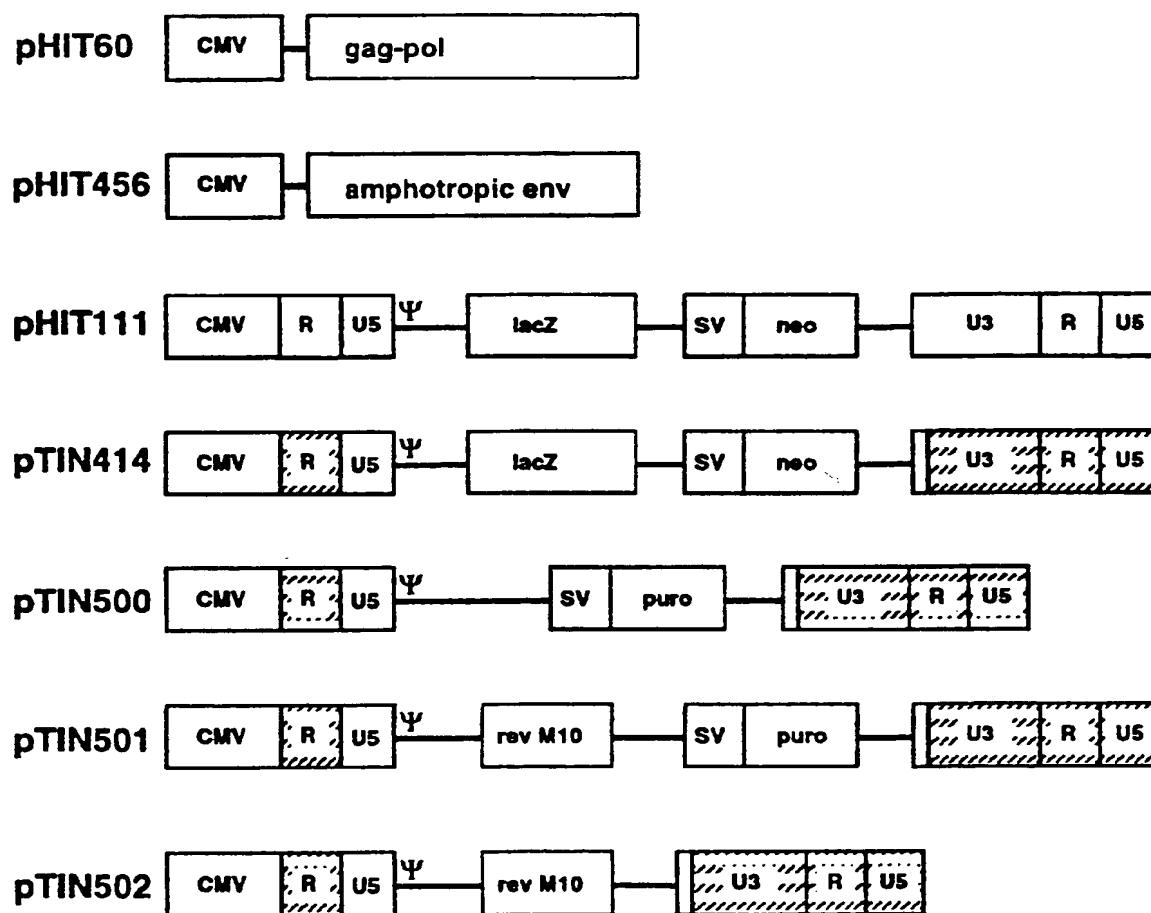 pHIT60 CMV gag-pol
pHIT456 CMV amphotropic env
pHIT111 CMV R U5 Ψ lacZ SV neo U3 R U5
pTIN414 CMV R U5 Ψ lacZ SV neo U3 R U5
pTIN500 CMV R U5 Ψ SV puro U3 R U5
pTIN501 CMV R U5 Ψ rev M10 SV puro U3 R U5
pTIN502 CMV R U5 Ψ rev M10 U3 R U5